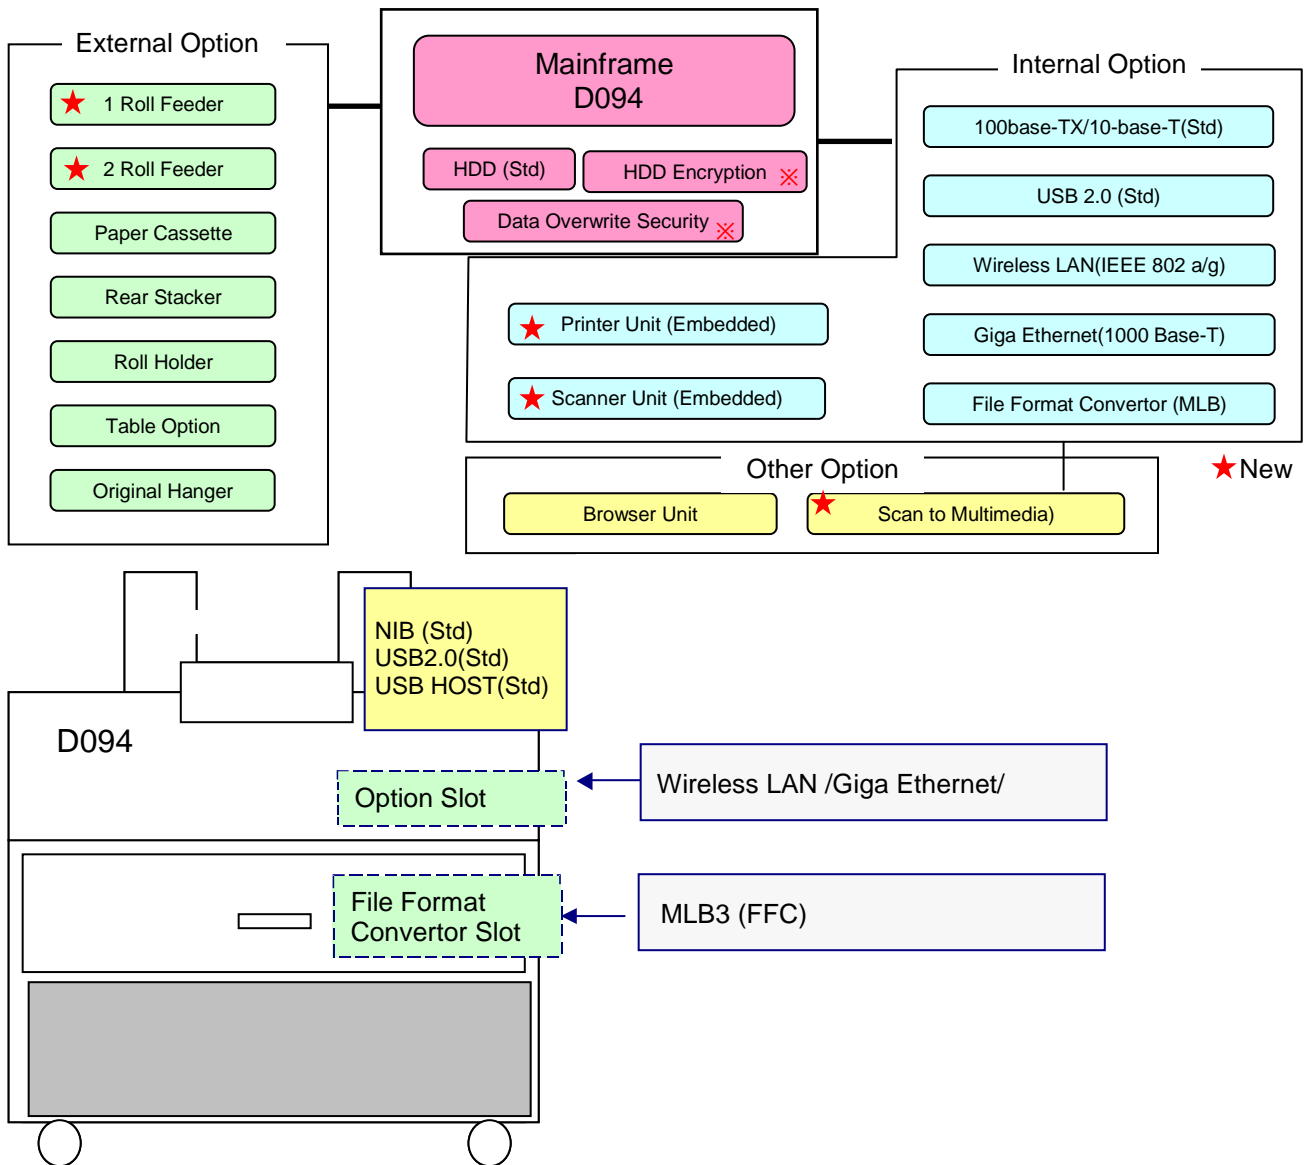 External Option
★ 1 Roll Feeder
★ 2 Roll Feeder
Paper Cassette
Rear Stacker
Roll Holder
Table Option
Original Hanger
Mainframe
D094
HDD (Std)
HDD Encryption ※
Data Overwrite Security ※
Internal Option
100base-TX/10-base-T(Std)
USB 2.0 (Std)
Wireless LAN(IEEE 802 a/g)
Giga Ethernet(1000 Base-T)
File Format Convertor (MLB)
★ Printer Unit (Embedded)
★ Scanner Unit (Embedded)
★New
Other Option
Browser Unit
★ Scan to Multimedia)
NIB (Std)
USB2.0(Std)
USB HOST(Std)
D094
Option Slot
Wireless LAN /Giga Ethernet/
File Format
Convertor Slot
MLB3 (FFC)